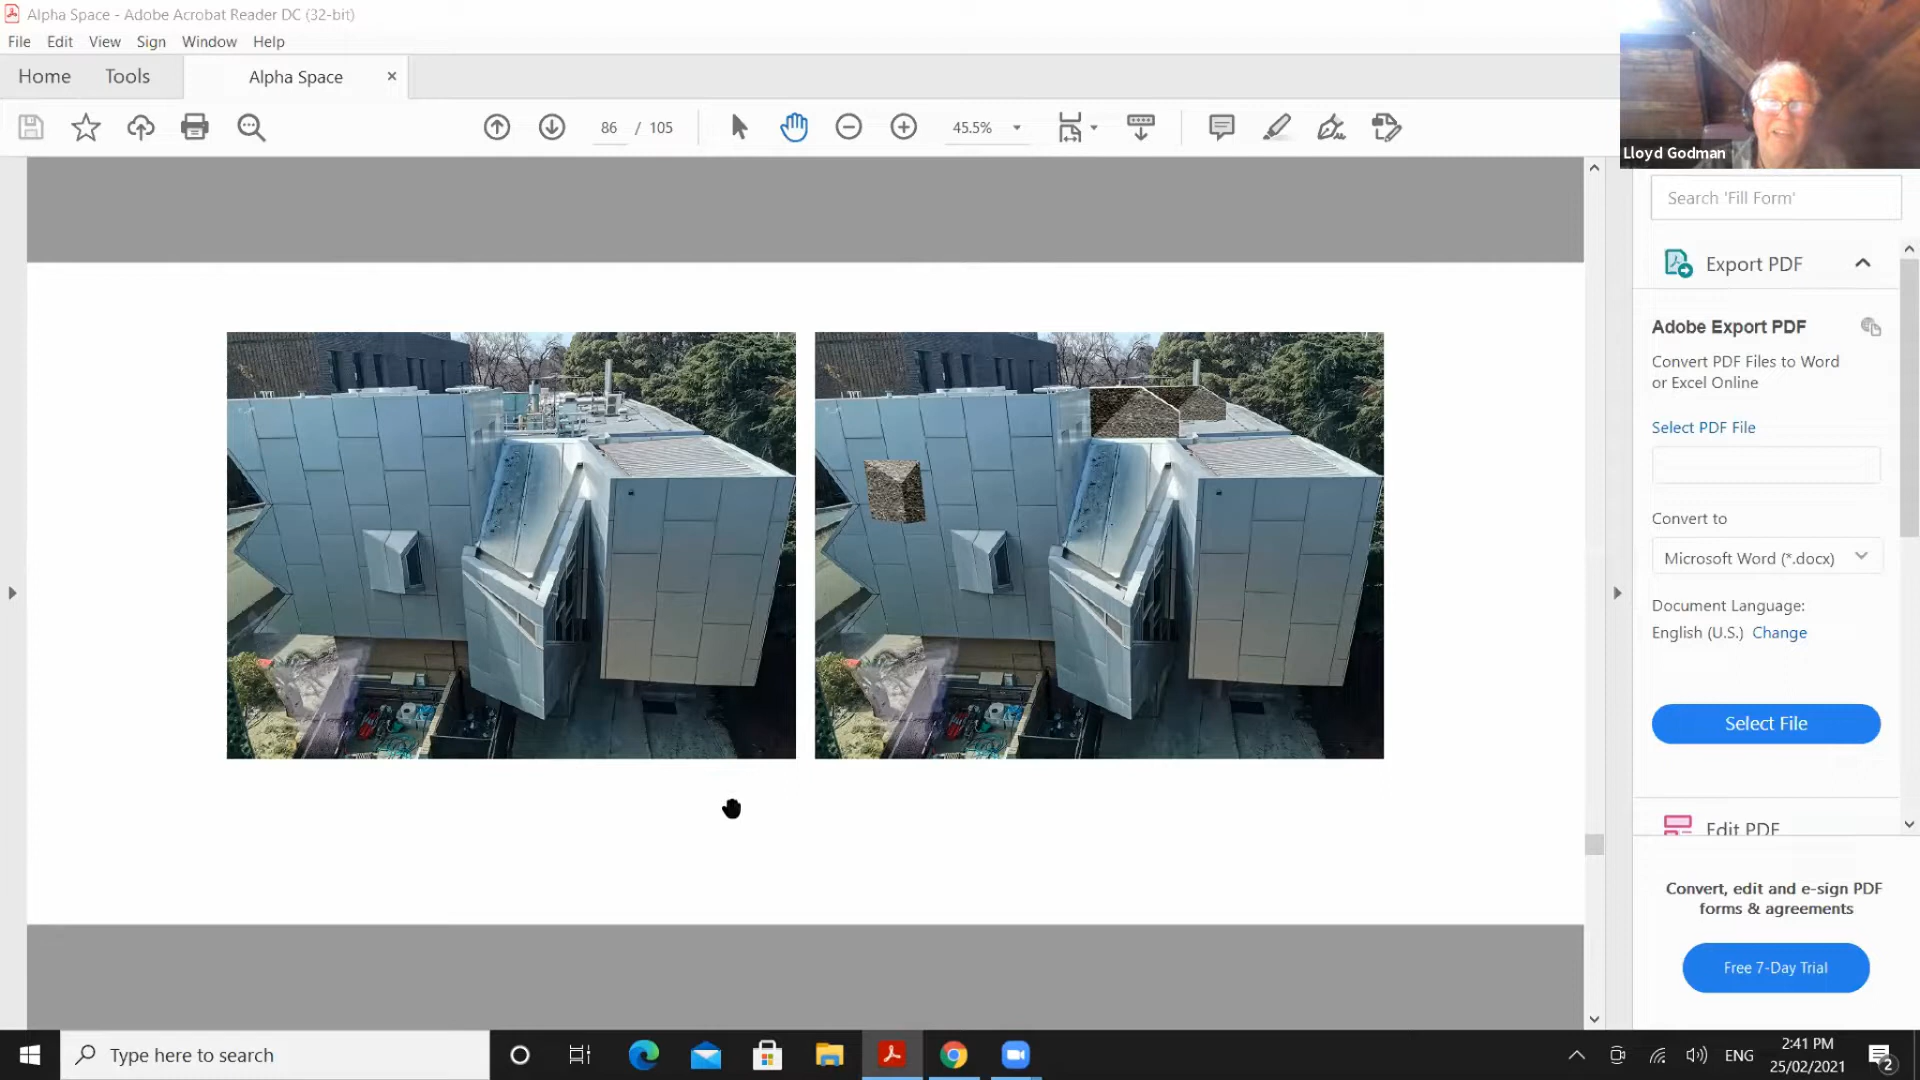 Alpha Space - Adobe Acrobat Reader DC (32-bit)
File Edit View Sign Window Help
Home Tools Alpha Space ×
86 / 105 45.5%
Lloyd Godman
Search 'Fill Form'
Export PDF
Adobe Export PDF
Convert PDF Files to Word
or Excel Online
Select PDF File
Convert to
Microsoft Word (*.docx)
Document Language:
English (U.S.) Change
Select File
Edit PDF
Convert, edit and e-sign PDF
forms & agreements
Free 7-Day Trial
Type here to search
ENG
2:41 PM
25/02/2021
2